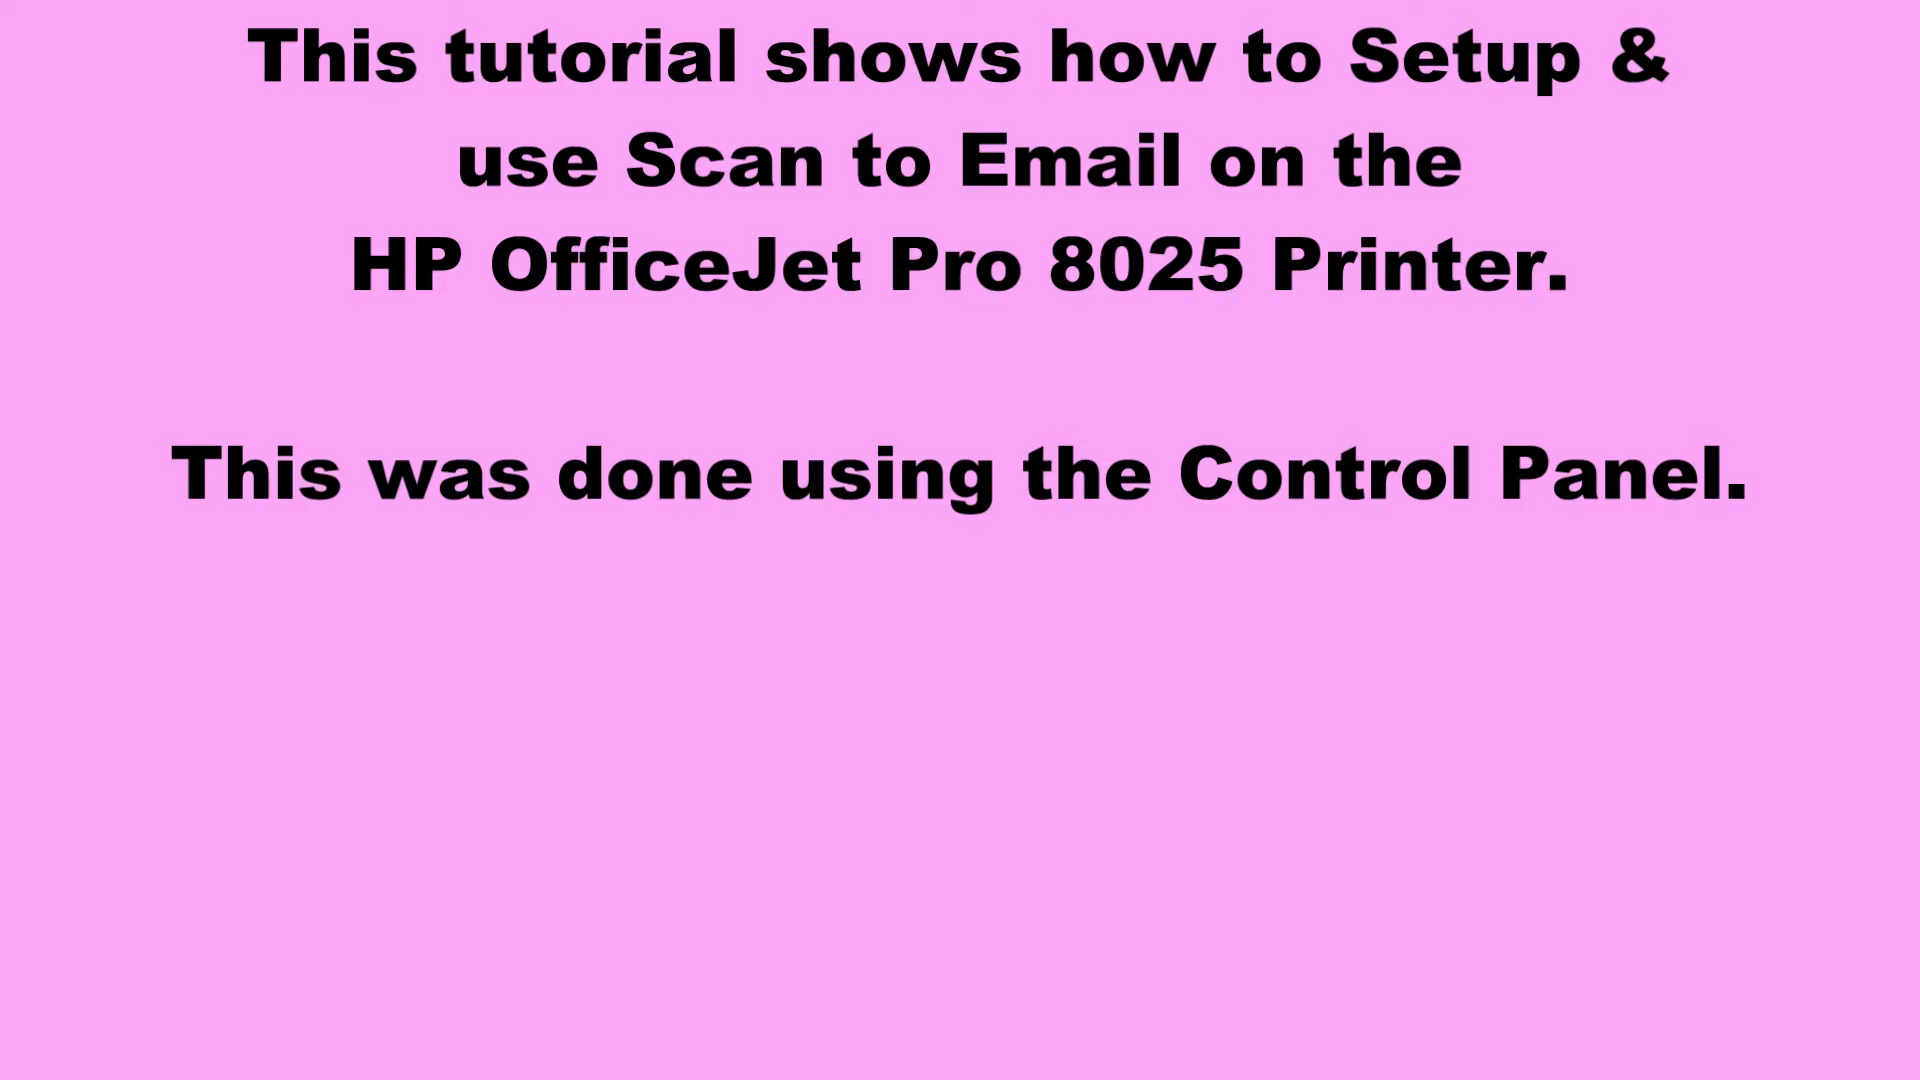 This tutorial shows how to Setup &
use Scan to Email on the
HP OfficeJet Pro 8025 Printer.
This was done using the Control Panel.